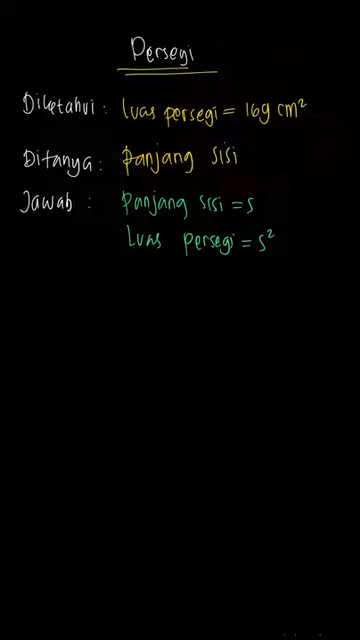 Persegi
Diketahui : Luas persegi = 169 cm²
Ditanya : Panjang sisi
Jawab : Panjang sisi = s
Luas persegi = s²